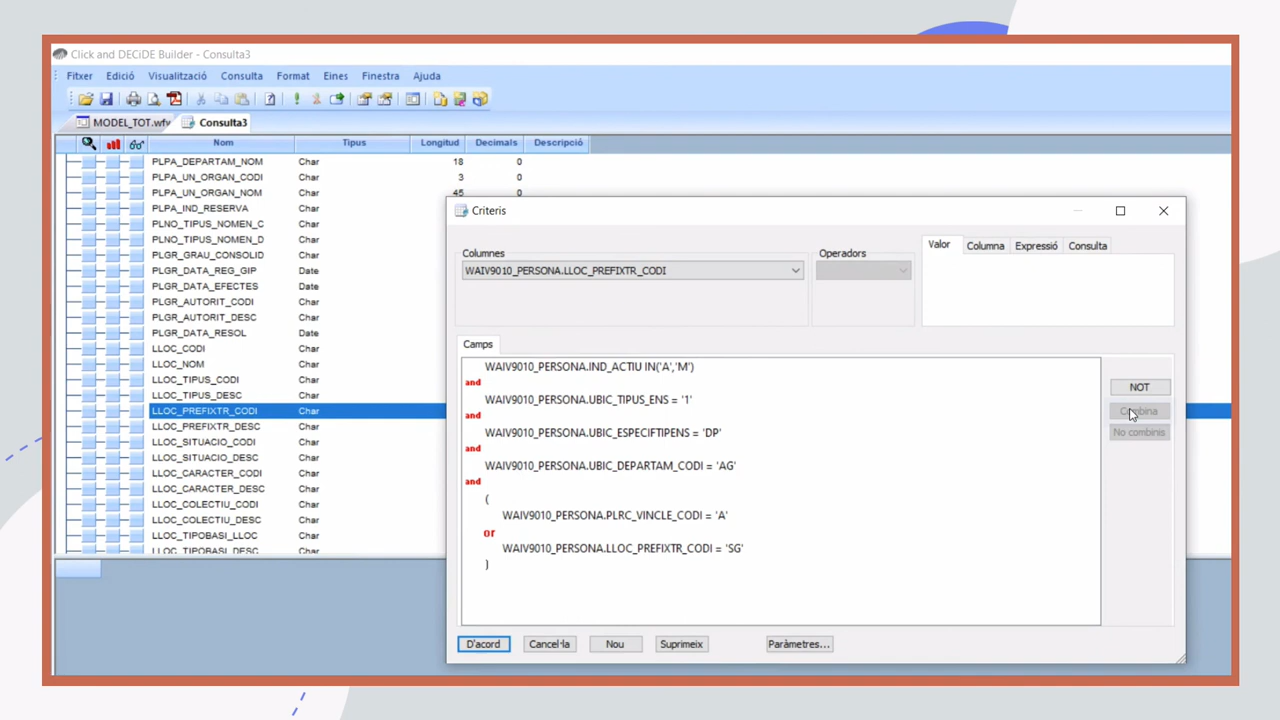 Click and DECiDE Builder - Consulta3
Fitxer Edició Visualització Consulta Format Eines Finestra Ajuda
MODEL_TOT.wfv Consulta3
Nom Tipus Longitud Decimals Descripció
PLPA_DEPARTAM_NOM Char 18 0
PLPA_UN_ORGAN_CODI Char 3 0
PLPA_UN_ORGAN_NOM Char 45 0
PLPA_IND_RESERVA Char
PLNO_TIPUS_NOMEN_C Char
PLNO_TIPUS_NOMEN_D Char
PLGR_GRAU_CONSOLID Char
PLGR_DATA_REG_GIP Date
PLGR_DATA_EFECTES Date
PLGR_AUTORIT_CODI Char
PLGR_AUTORIT_DESC Char
PLGR_DATA_RESOL Date
LLOC_CODI Char
LLOC_NOM Char
LLOC_TIPUS_CODI Char
LLOC_TIPUS_DESC Char
LLOC_PREFIXTR_CODI Char
LLOC_PREFIXTR_DESC Char
LLOC_SITUACIO_CODI Char
LLOC_SITUACIO_DESC Char
LLOC_CARACTER_CODI Char
LLOC_CARACTER_DESC Char
LLOC_COLECTIU_CODI Char
LLOC_COLECTIU_DESC Char
LLOC_TIPOBASI_LLOC Char
LLOC_TIPOBASI_DESC Char
Criteris
Columnes Operadors Valor Columna Expressió Consulta
WAIV9010_PERSONA.LLOC_PREFIXTR_CODI
Camps
WAIV9010_PERSONA.IND_ACTIU IN('A','M')
and
WAIV9010_PERSONA.UBIC_TIPUS_ENS = '1'
and
WAIV9010_PERSONA.UBIC_ESPECIFTIPENS = 'DP'
and
WAIV9010_PERSONA.UBIC_DEPARTAM_CODI = 'AG'
and
(
WAIV9010_PERSONA.PLRC_VINCLE_CODI = 'A'
or
WAIV9010_PERSONA.LLOC_PREFIXTR_CODI = 'SG'
)
NOT
Combina
No combinis
D'acord Cancel·la Nou Suprimeix Paràmetres...